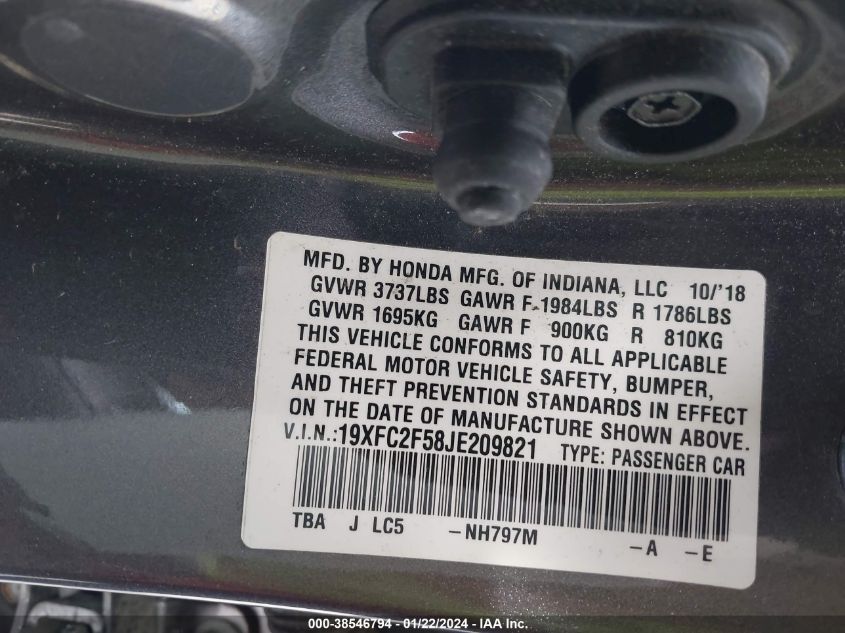 MFD. BY HONDA MFG. OF INDIANA, LLC 10/'18
GVWR 3737LBS GAWR F 1984LBS R 1786LBS
GVWR 1695KG GAWR F 900KG R 810KG
THIS VEHICLE CONFORMS TO ALL APPLICABLE
FEDERAL MOTOR VEHICLE SAFETY, BUMPER,
AND THEFT PREVENTION STANDARDS IN EFFECT
ON THE DATE OF MANUFACTURE SHOWN ABOVE.
V.I.N.:19XFC2F58JE209821 TYPE: PASSENGER CAR
TBA J LC5 -NH797M -A -E
000-38546794 - 01/22/2024 - IAA Inc.